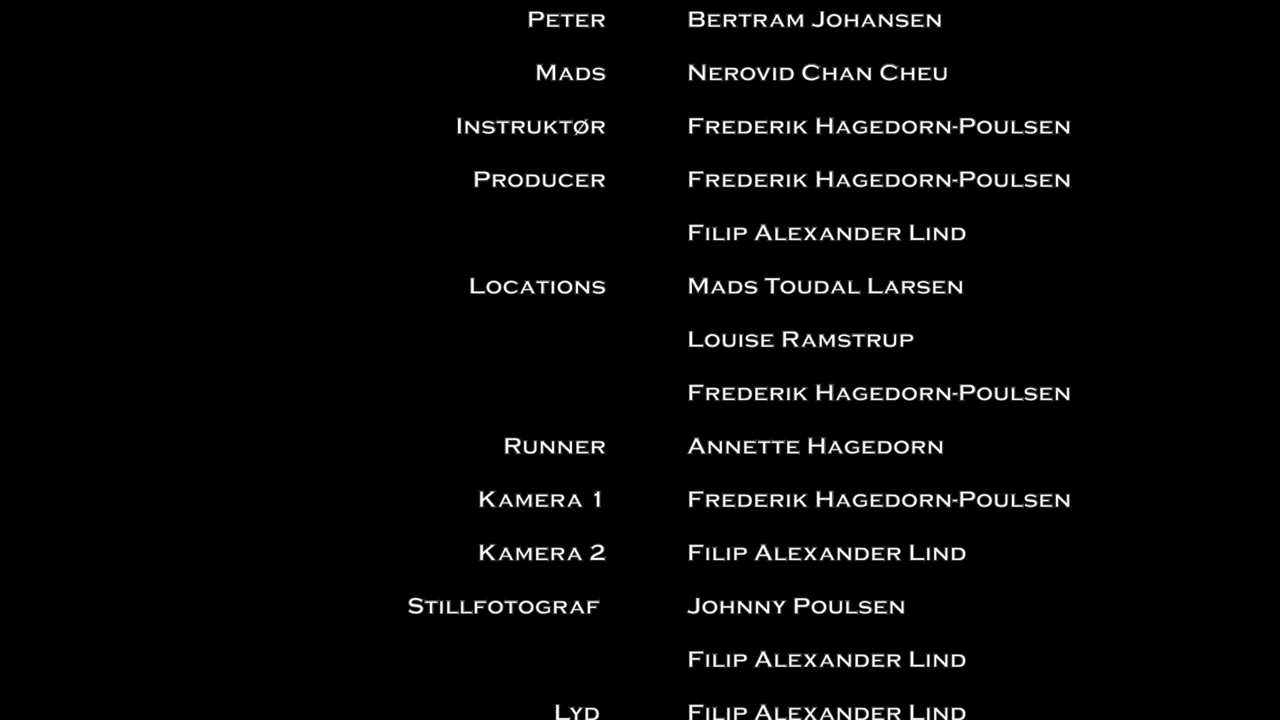 Peter Bertram Johansen
Mads Nerovid Chan Cheu
Instruktør Frederik Hagedorn-Poulsen
Producer Frederik Hagedorn-Poulsen
Filip Alexander Lind
Locations Mads Toudal Larsen
Louise Ramstrup
Frederik Hagedorn-Poulsen
Runner Annette Hagedorn
Kamera 1 Frederik Hagedorn-Poulsen
Kamera 2 Filip Alexander Lind
Stillfotograf Johnny Poulsen
Filip Alexander Lind
Lyd Filip Alexander Lind